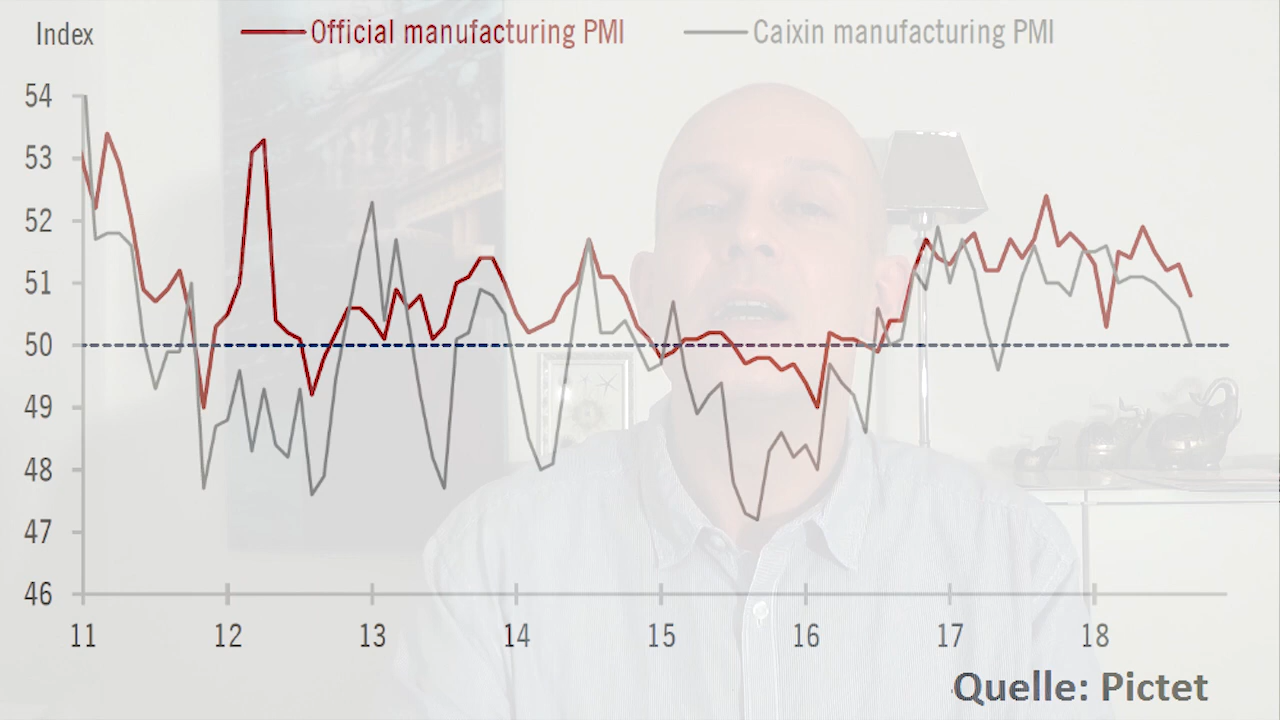 Index
Official manufacturing PMI
Caixin manufacturing PMI
54
53
52
51
50
49
48
47
46
11 12 13 14 15 16 17 18
Quelle: Pictet